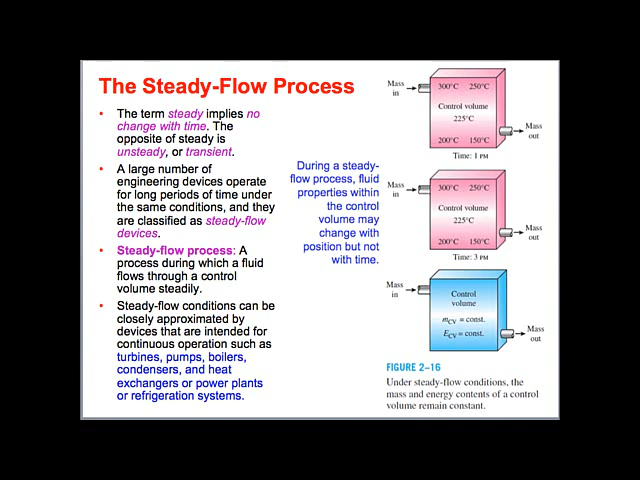 The Steady-Flow Process
• The term steady implies no
change with time. The
opposite of steady is
unsteady, or transient.
• A large number of
engineering devices operate
for long periods of time under
the same conditions, and they
are classified as steady-flow
devices.
• Steady-flow process: A
process during which a fluid
flows through a control
volume steadily.
• Steady-flow conditions can be
closely approximated by
devices that are intended for
continuous operation such as
turbines, pumps, boilers,
condensers, and heat
exchangers or power plants
or refrigeration systems.
During a steady-
flow process, fluid
properties within
the control
volume may
change with
position but not
with time.
Mass
in
300°C 250°C
Control volume
225°C
200°C 150°C
Mass
out
Time: 1 PM
Mass
in
300°C 250°C
Control volume
225°C
200°C 150°C
Mass
out
Time: 3 PM
Mass
in
Control
volume
mCV = const.
ECV = const.
Mass
out
FIGURE 2–16
Under steady-flow conditions, the
mass and energy contents of a control
volume remain constant.